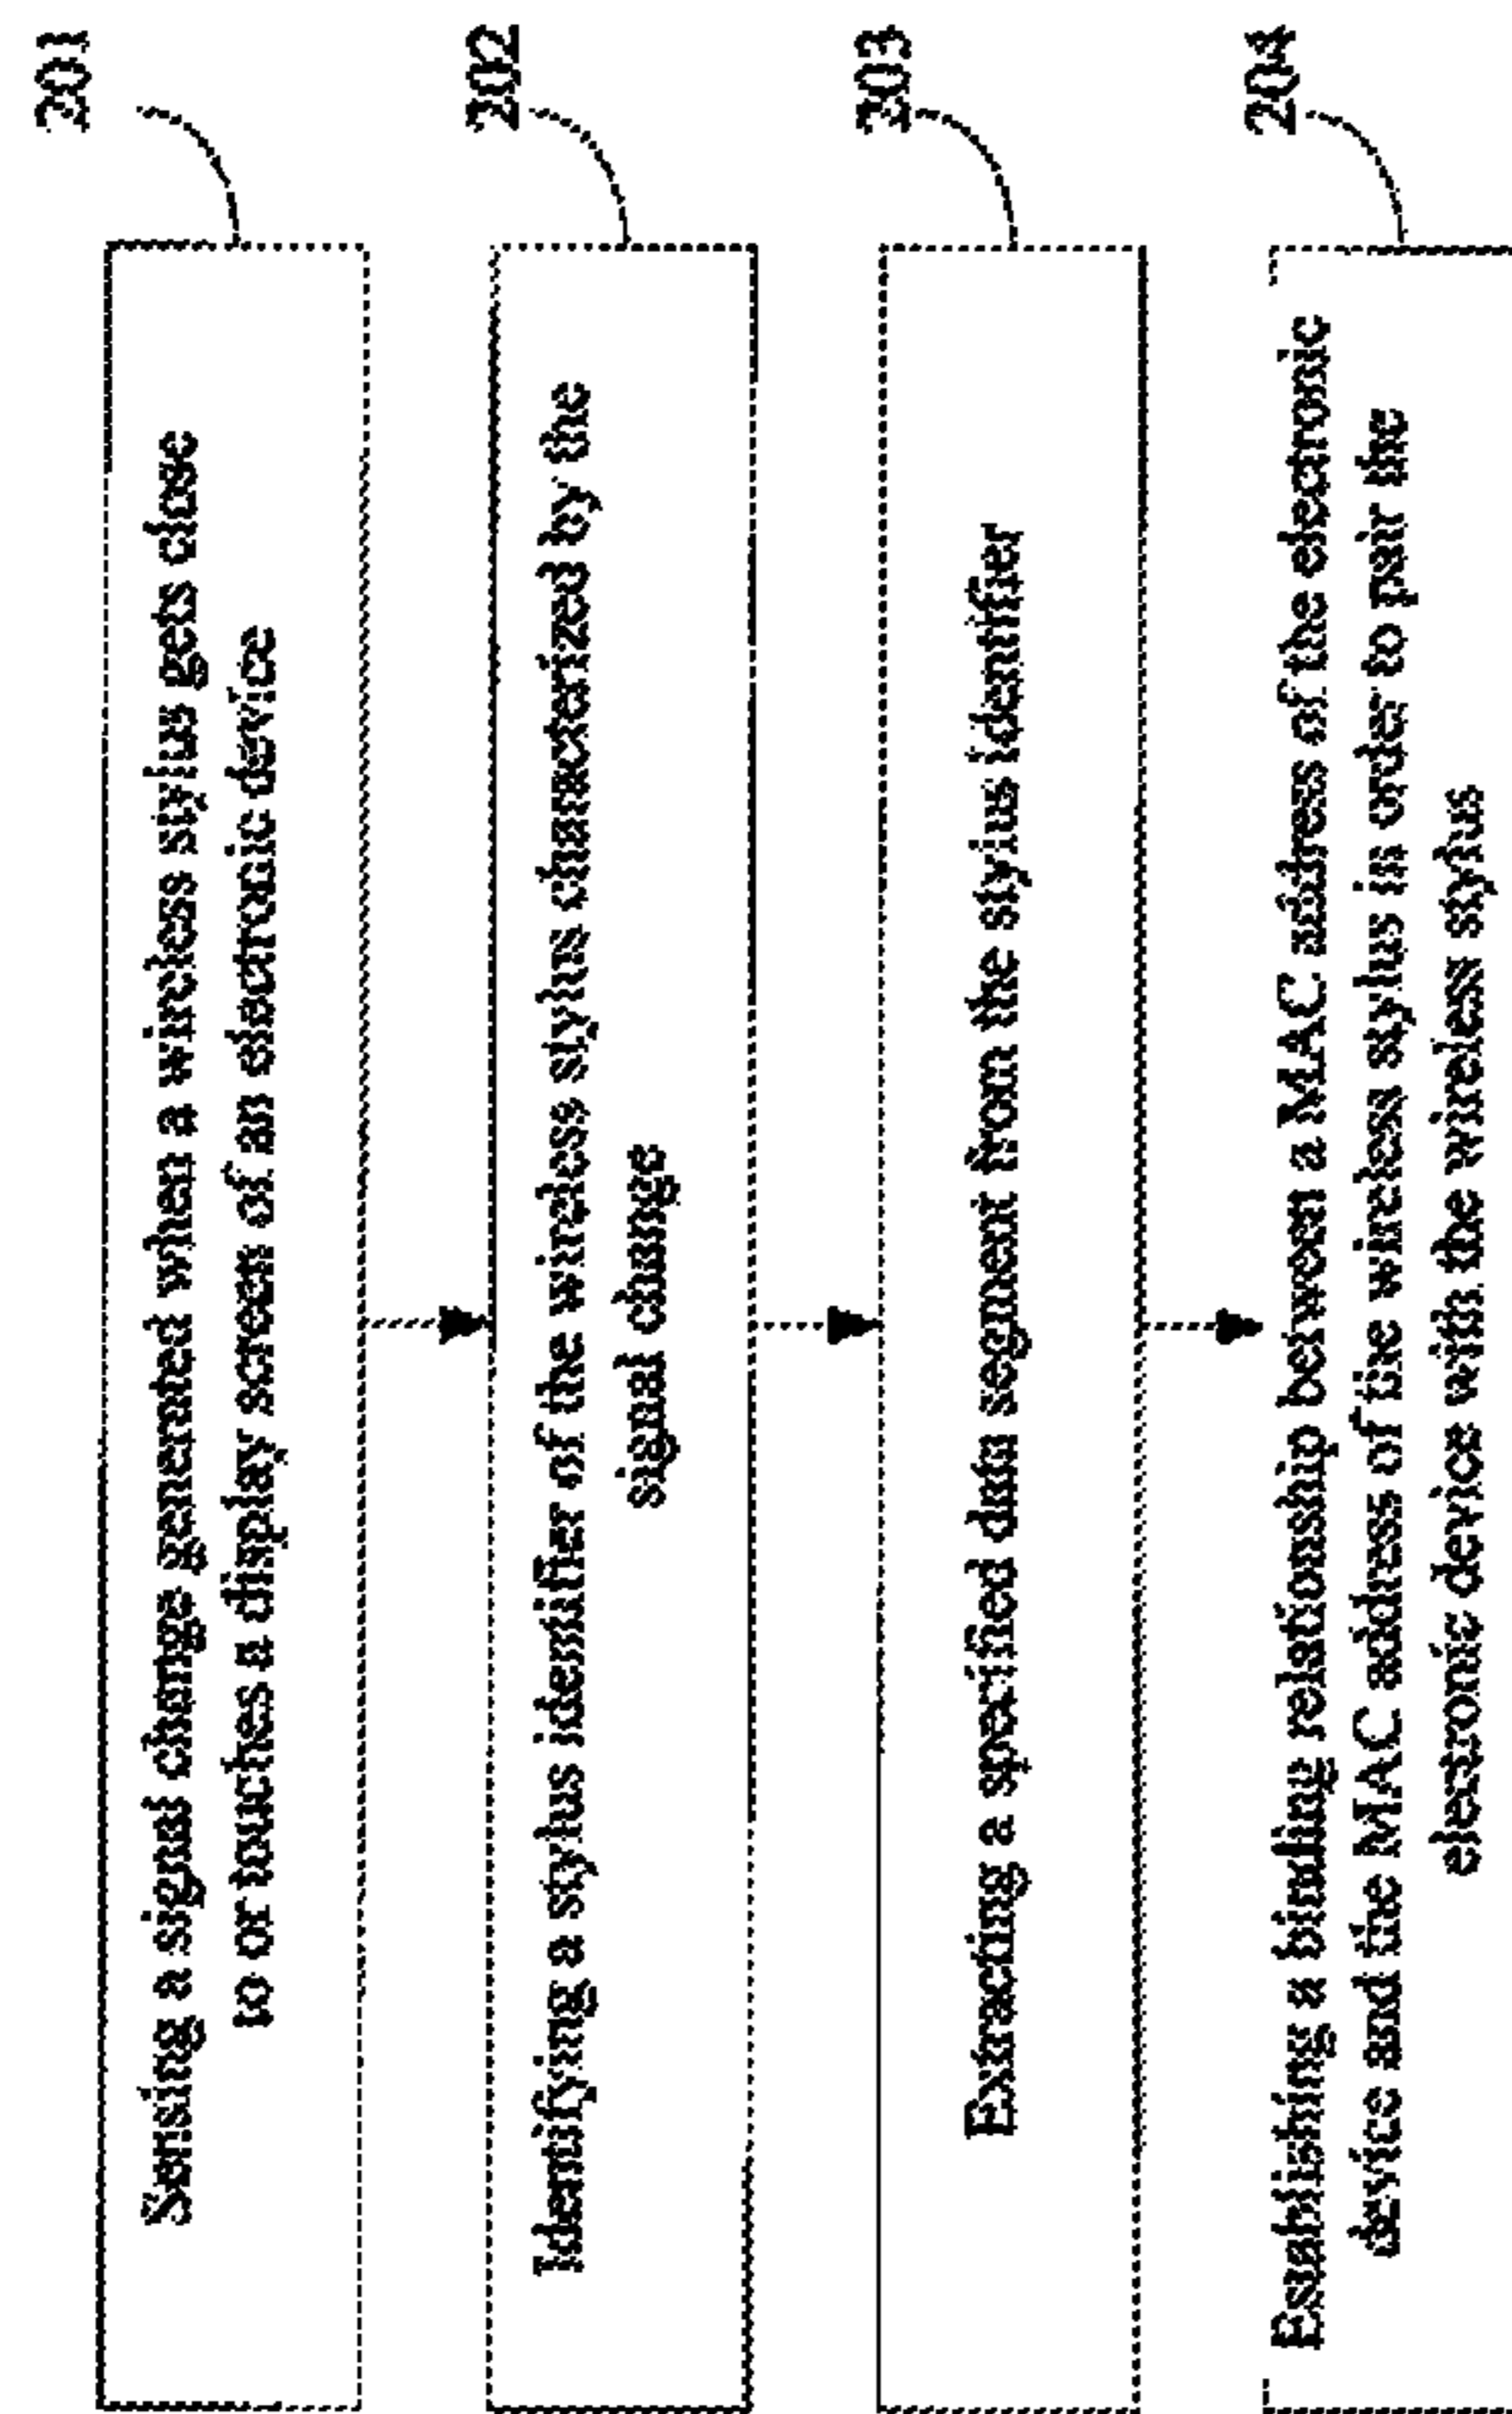 201
Sensing a signal change generated when a wireless stylus gets close
to or touches a display screen of an electronic device
202
Identifying a stylus identifier of the wireless stylus characterized by the
signal change
203
Extracting a specified data segment from the stylus identifier
204
Establishing a binding relationship between a MAC address of the electronic
device and the MAC address of the wireless stylus in order to pair the
electronic device with the wireless stylus